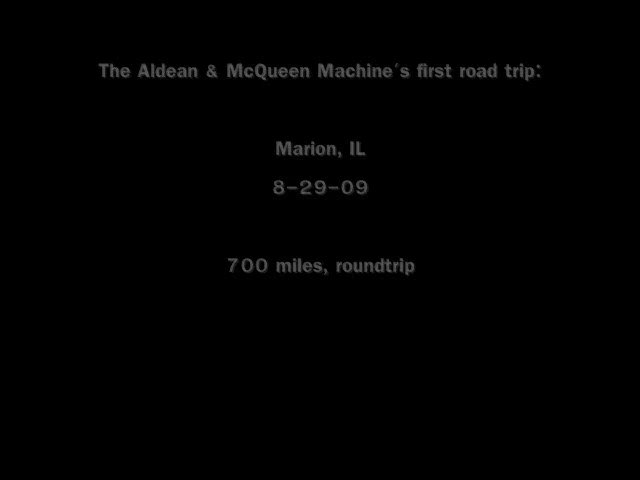 The Aldean & McQueen Machine's first road trip:
Marion, IL
8-29-09
700 miles, roundtrip